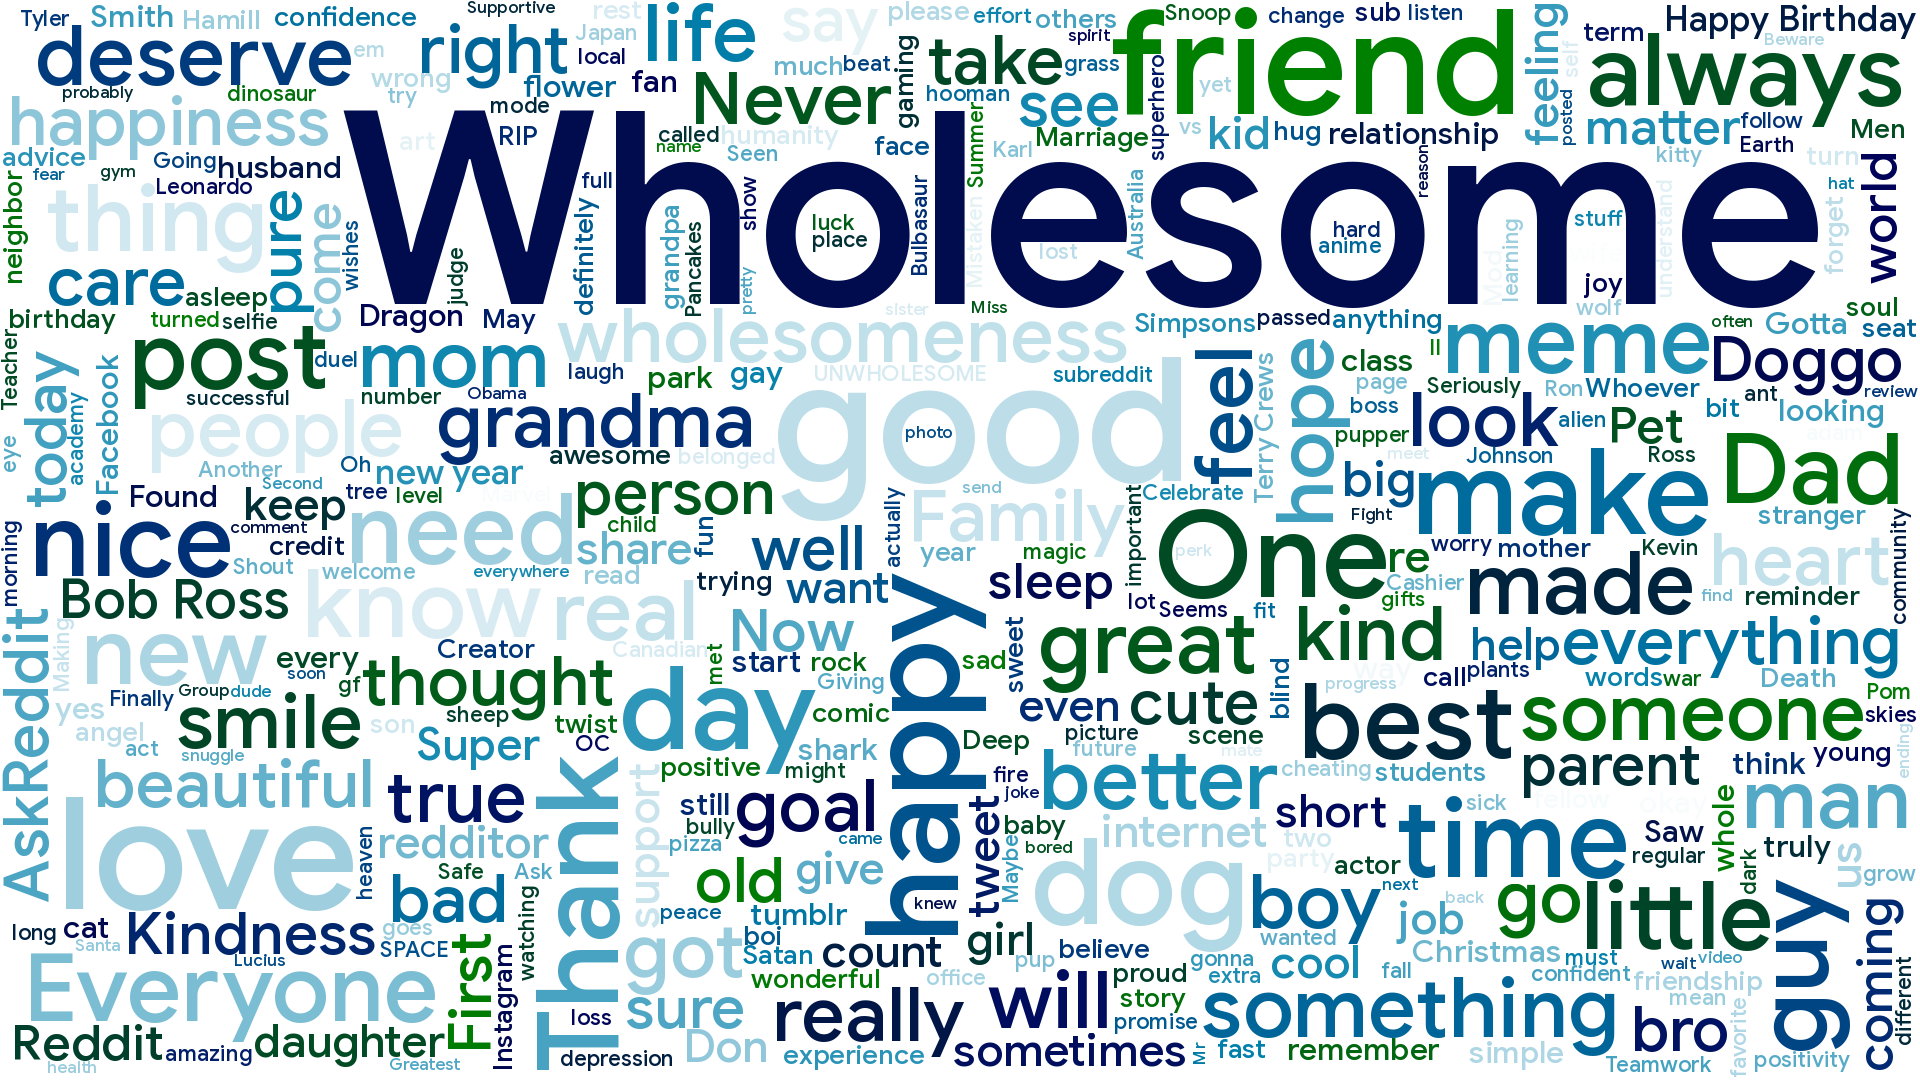 Tyler
Smith
Hamill
confidence
Supportive
rest
Japan
local
life
say
please
effort
others
spirit
Snoop
change
sub
listen
term
Happy Birthday
Beware
deserve
em
right
wrong
try
flower
fan
much
beat
take
grass
hooman
see
friend
superhero
yet
feeling
self
posted
always
probably
dinosaur
mode
RIP
Never
gaming
happiness
art
called
name
humanity
Seen
face
Summer
Karl
Marriage
vs
kid
hug
relationship
reason
matter
follow
Earth
Men
kitty
turn
advice
fear
gym
Going
husband
Leonardo
neighbor
thing
pure
come
wishes
Wholesome
full
definitely
judge
grandpa
Pancakes
show
pretty
luck
place
Bulbasaur
Mistaken
lost
Australia
hard
anime
learning
Mod
stuff
joy
understand
forget
hat
world
care
asleep
birthday
turned
selfie
Dragon
May
sister
Miss
Simpsons
passed
anything
wolf
often
Gotta
soul
seat
Teacher
today
Facebook
academy
eye
post
duel
successful
mom
number
wholesomeness
laugh
park
gay
Obama
UNWHOLESOME
subreddit
feel
Terry Crews
hope
class
ll
page
boss
pupper
meme
Seriously
Ron
Whoever
alien
Doggo
ant
review
bit
looking
people
Another
Second
grandma
awesome
belonged
good
photo
look
meet
Johnson
Pet
Ross
Oh
new year
tree
level
Marvel
Found
keep
comment
credit
need
person
child
share
fun
read
send
Family
year
actually
magic
important
Celebrate
big
Fight
make
Dad
stranger
morning
nice
Shout
welcome
everywhere
trying
well
want
sleep
lot
Seems
One
perk
fit
re
Cashier
gifts
worry
mother
Kevin
made
find
heart
reminder
community
Bob Ross
know
real
Canadian
Now
start
rock
Giving
met
AskReddit
Making
new
Finally
every
soon
gf
Group
dude
Creator
thought
happy
sad
sweet
great
kind
blind
help
everything
way
progress
call
plants
words
war
Death
Pom
skies
yes
angel
act
smile
snuggle
son
sheep
Super
twist
OC
day
comic
shark
positive
might
Deep
even
picture
future
cute
scene
mate
cheating
best
students
someone
parent
think
young
ending
beautiful
love
true
redditor
heaven
Thank
support
still
bully
pizza
goal
came
fire
joke
tweet
baby
bored
Maybe
better
internet
short
two
party
actor
time
sick
yellow
okay
Saw
regular
whole
dark
man
truly
us
grow
Safe
Ask
bad
goes
SPACE
watching
old
give
peace
tumblr
boi
Satan
knew
dog
boy
wanted
next
job
back
go
little
guy
coming
different
long
cat
Santa
Kindness
Lucius
Everyone
First
Instagram
got
count
wonderful
girl
office
pup
believe
gonna
extra
proud
cool
fall
Christmas
must
confident
wait
video
friendship
mean
favorite
Reddit
health
amazing
daughter
Greatest
loss
depression
sure
Don
really
experience
will
sometimes
story
promise
Mr
something
fast
remember
simple
bro
Teamwork
positivity